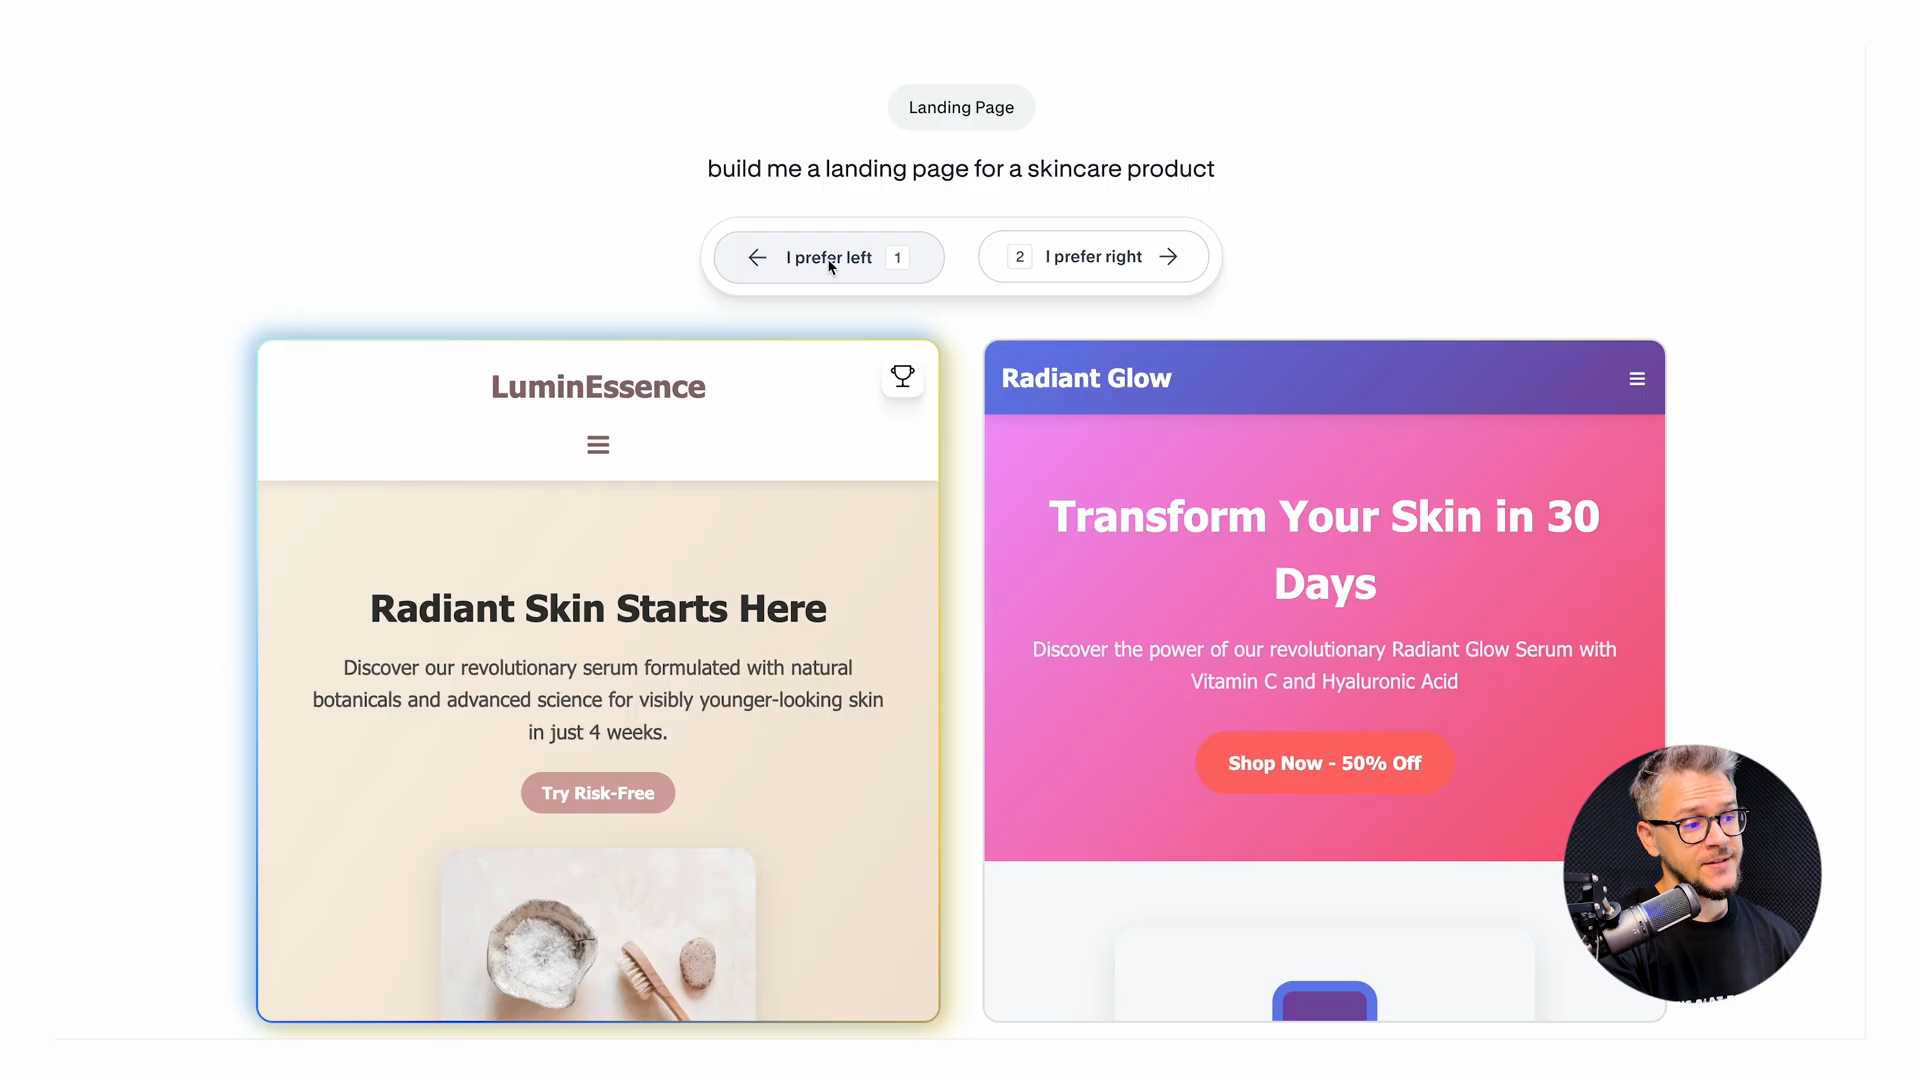 Landing Page
build me a landing page for a skincare product
I prefer left 1
2 I prefer right
LuminEssence
Radiant Skin Starts Here
Discover our revolutionary serum formulated with natural
botanicals and advanced science for visibly younger-looking skin
in just 4 weeks.
Try Risk-Free
Radiant Glow
Transform Your Skin in 30
Days
Discover the power of our revolutionary Radiant Glow Serum with
Vitamin C and Hyaluronic Acid
Shop Now - 50% Off